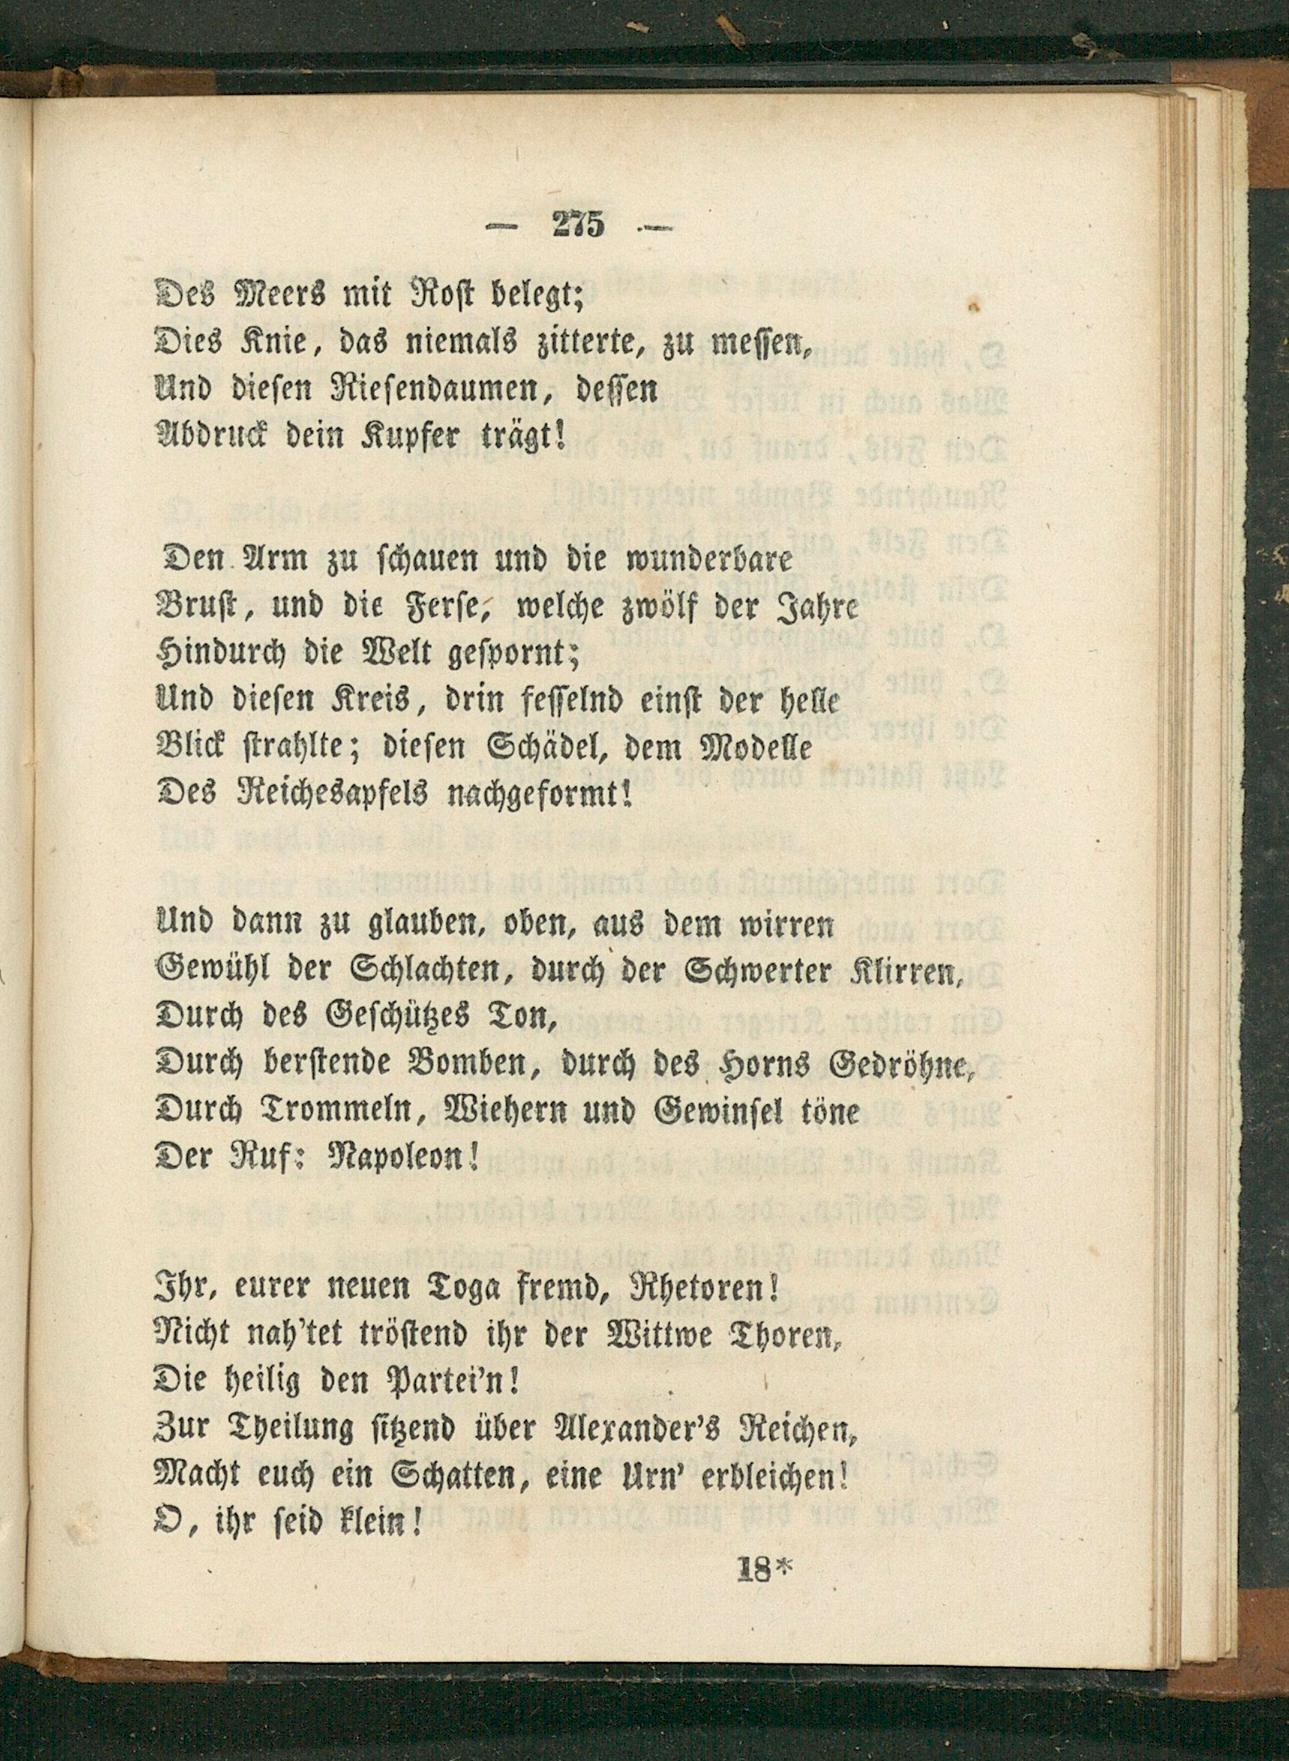 — 275 —
Des Meers mit Rost belegt;
Dies Knie, das niemals zitterte, zu messen,
Und diesen Riesendaumen, dessen
Abdruck dein Kupfer trägt!
Den Arm zu schauen und die wunderbare
Brust, und die Ferse, welche zwölf der Jahre
Hindurch die Welt gespornt;
Und diesen Kreis, drin fesselnd einst der helle
Blick strahlte; diesen Schädel, dem Modelle
Des Reichesapfels nachgeformt!
Und dann zu glauben, oben, aus dem wirren
Gewühl der Schlachten, durch der Schwerter Klirren,
Durch des Geschützes Ton,
Durch berstende Bomben, durch des Horns Gedröhne,
Durch Trommeln, Wiehern und Gewinsel töne
Der Ruf: Napoleon!
Ihr, eurer neuen Toga fremd, Rhetoren!
Nicht nah'tet tröstend ihr der Wittwe Thoren,
Die heilig den Partei'n!
Zur Theilung sitzend über Alexander's Reichen,
Macht euch ein Schatten, eine Urn' erbleichen!
O, ihr seid klein!
18*